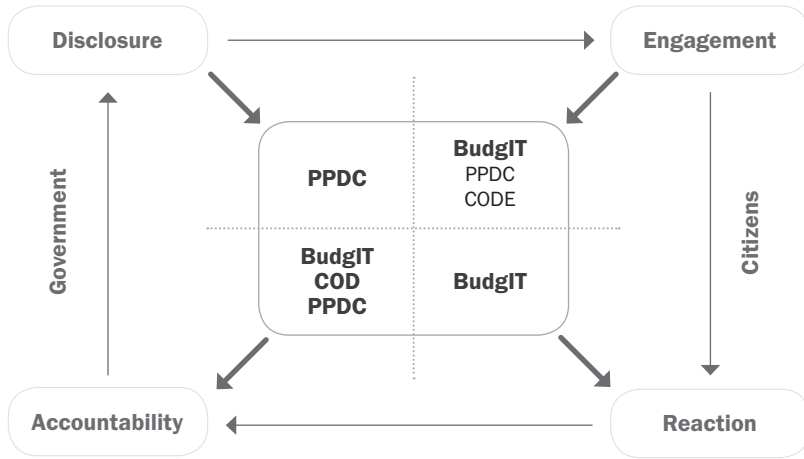 Disclosure
Engagement
Government
PPDC
BudgIT
PPDC
CODE
Citizens
BudgIT
COD
PPDC
BudgIT
Accountability
Reaction